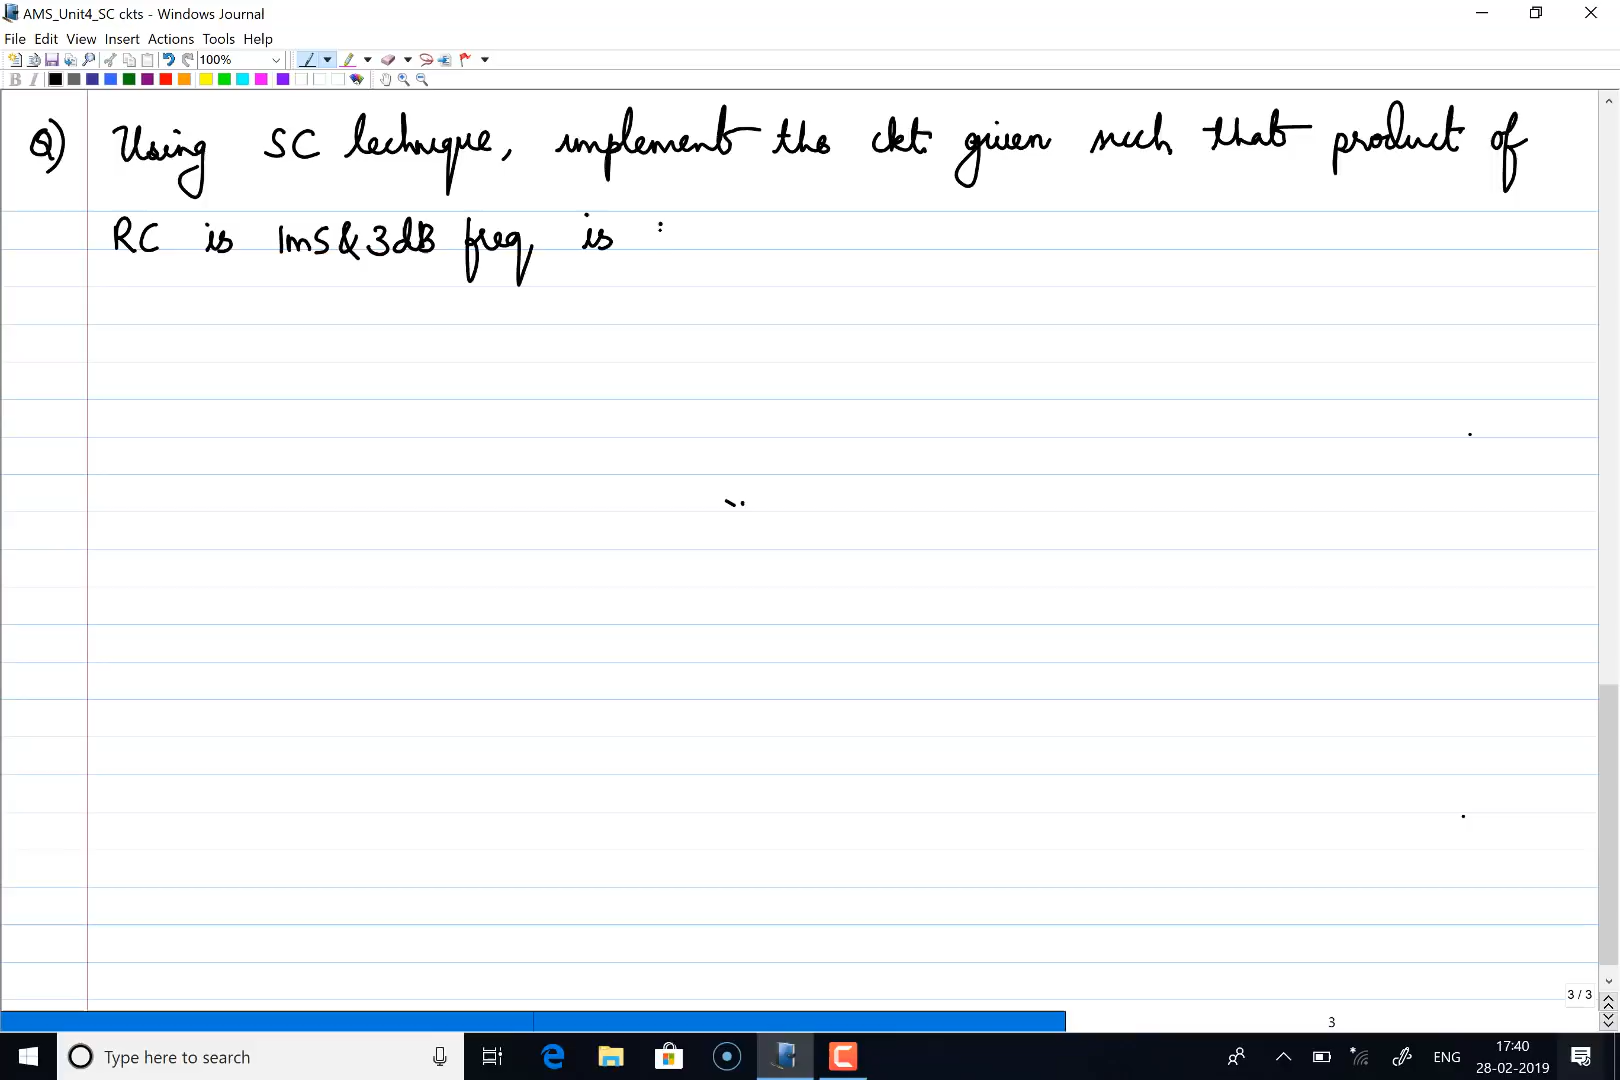 AMS_Unit4_SC ckts - Windows Journal
File Edit View Insert Actions Tools Help
100%
B I
Q) Using SC technique, implement the ckt given such that product of
RC is 1mS & 3dB freq is :
3 / 3
3
Type here to search
ENG
17:40
28-02-2019